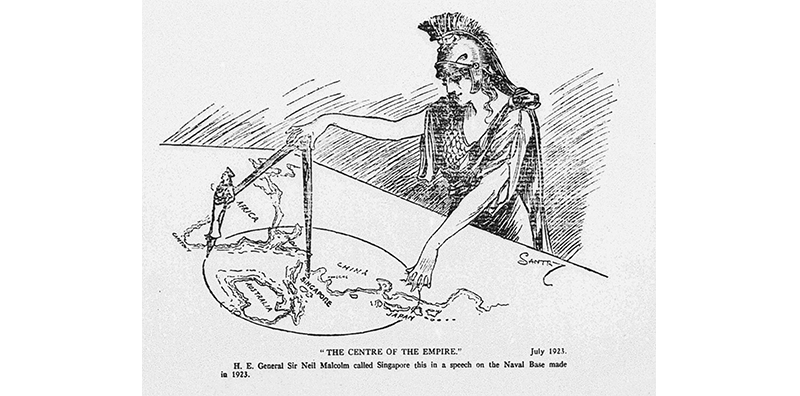 AFRICA
CHINA
SINGAPORE
AUSTRALIA
JAPAN
SANTRY
"THE CENTRE OF THE EMPIRE." July 1923.
H. E. General Sir Neil Malcolm called Singapore this in a speech on the Naval Base made
in 1923.